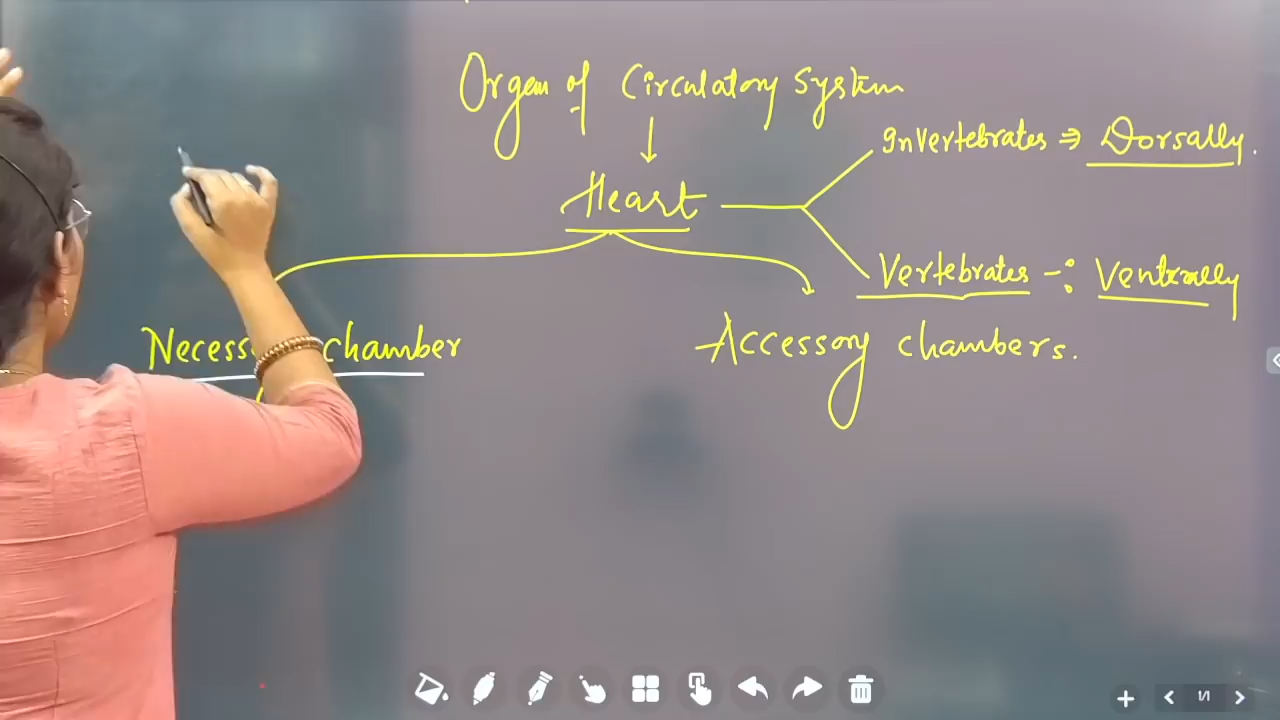 Organ of Circulatory System
↓
Heart
Invertebrates ⇒ Dorsally.
Vertebrates -: Ventrally
chamber
Accessory chambers.